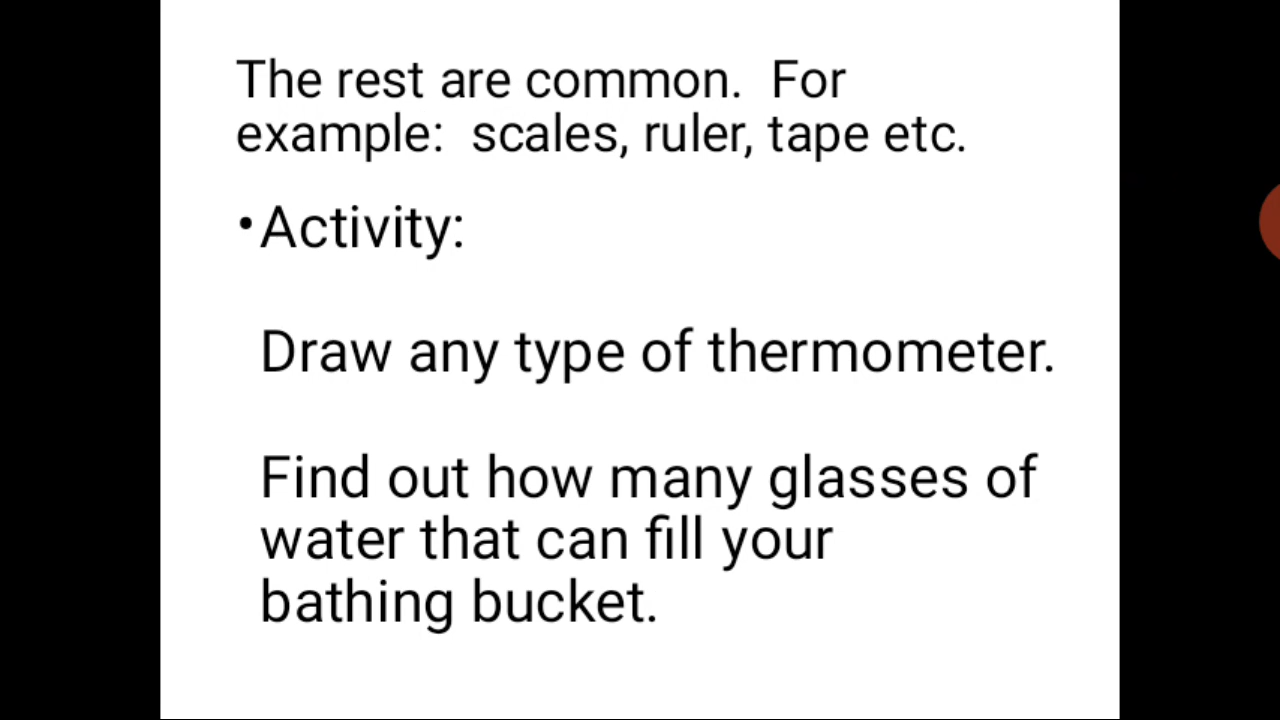 The rest are common.  For
example:  scales, ruler, tape etc.
•Activity:
Draw any type of thermometer.
Find out how many glasses of
water that can fill your
bathing bucket.